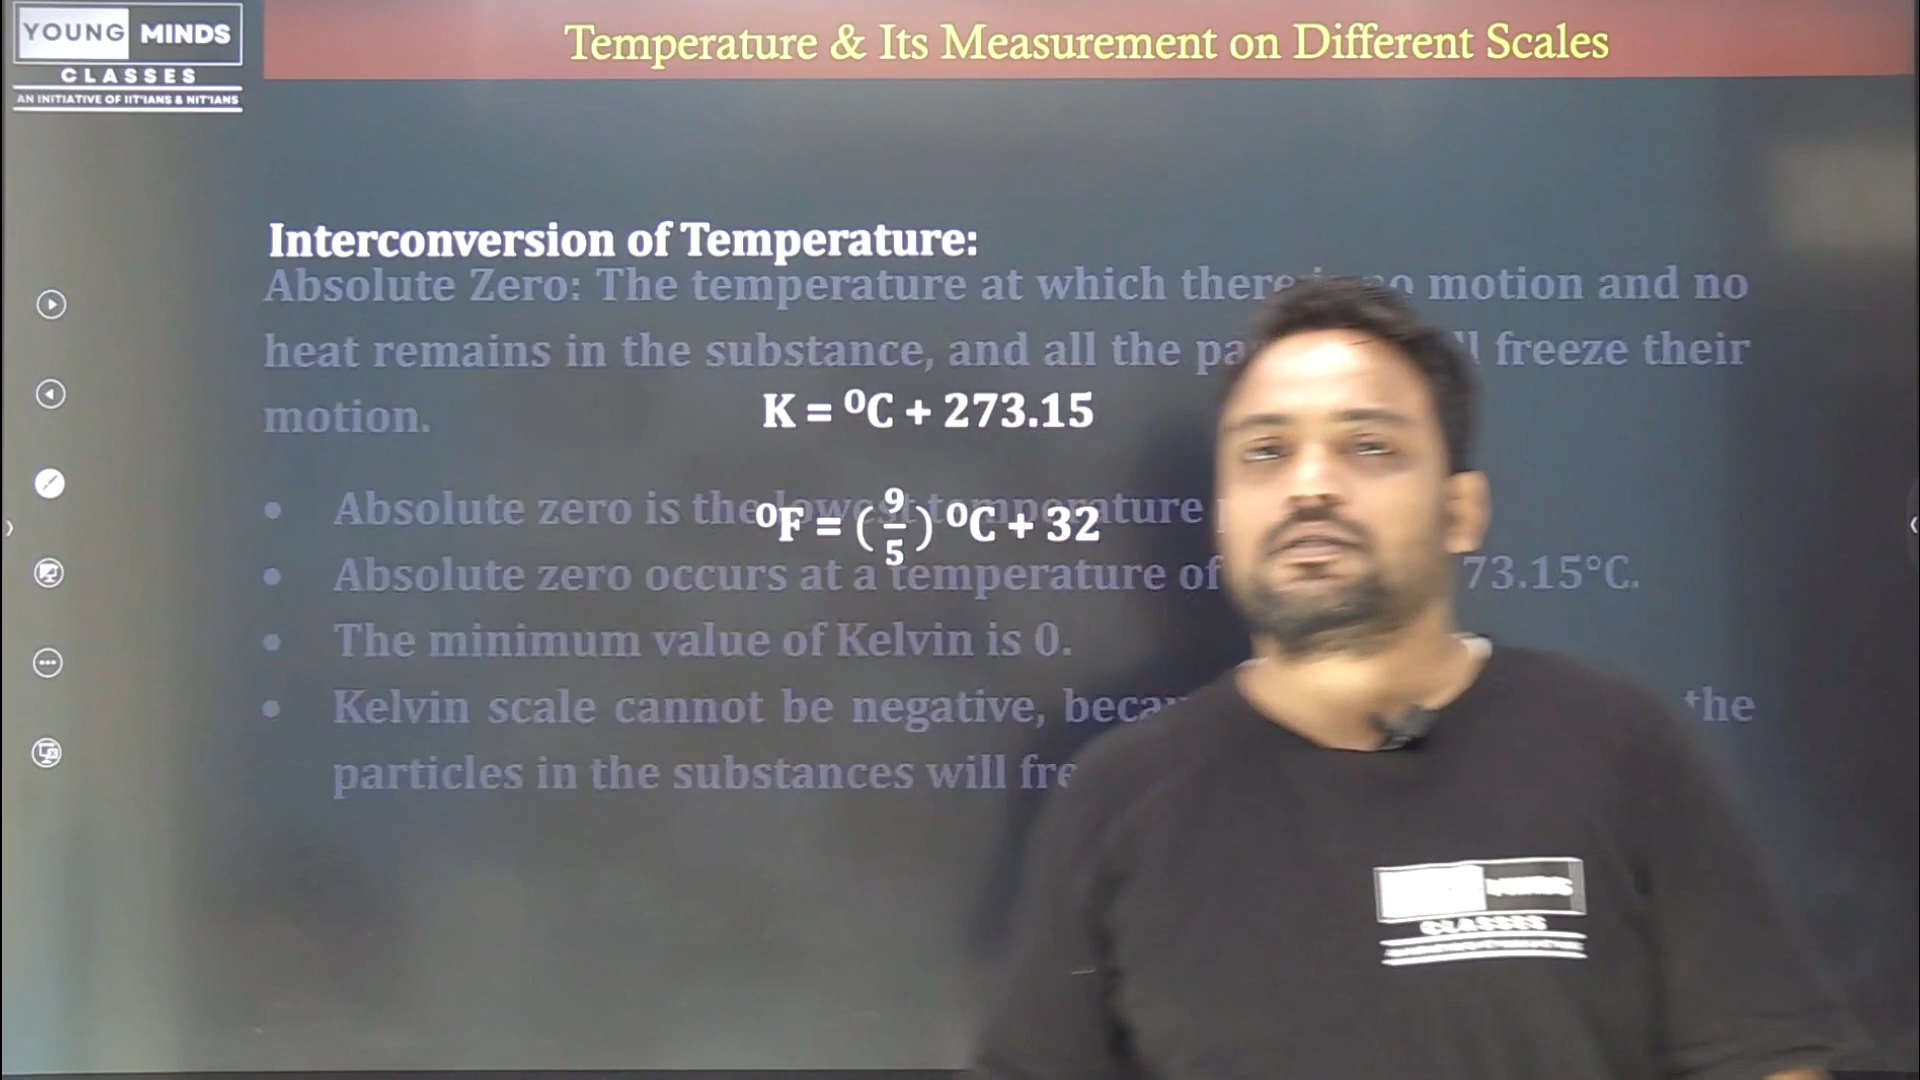 YOUNG MINDS
CLASSES
AN INITIATIVE OF IIT'IANS & NIT'IANS
Temperature & Its Measurement on Different Scales
Interconversion of Temperature:
Absolute Zero: The temperature at which there no motion and no
heat remains in the substance, and all the freeze their
motion.
K = ⁰C + 273.15
Absolute zero is the lowest temperature
⁰F = (9/5) ⁰C + 32
Absolute zero occurs at a temperature of 73.15°C.
The minimum value of Kelvin is 0.
Kelvin scale cannot be negative, the
particles in the substances will
CLASSES